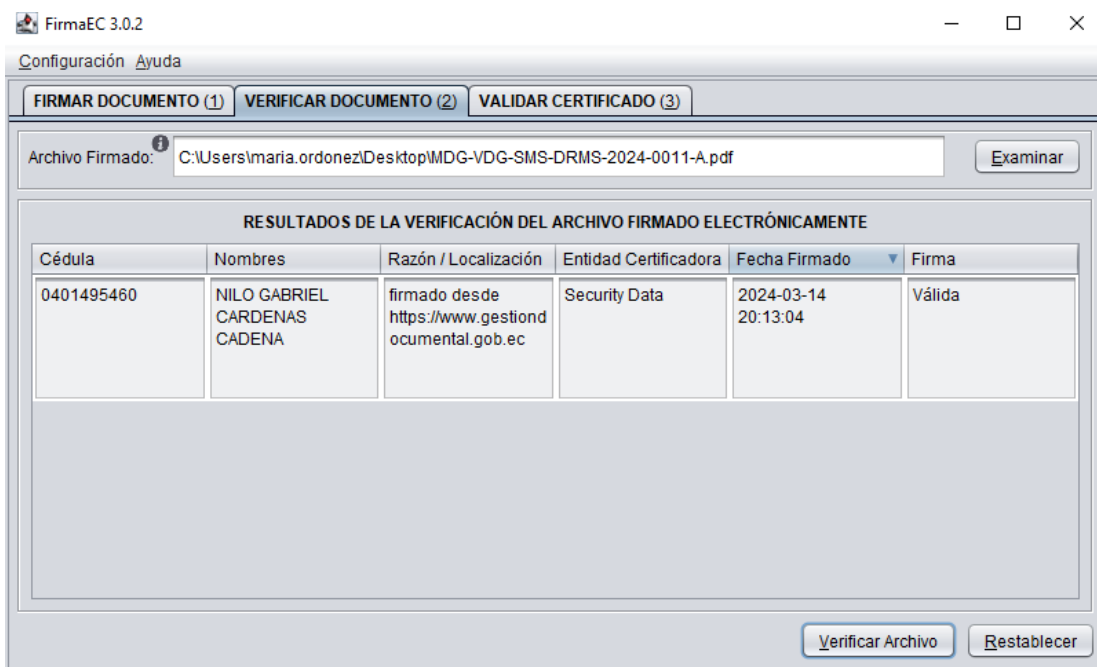 FirmaEC 3.0.2
Configuración Ayuda
FIRMAR DOCUMENTO (1) VERIFICAR DOCUMENTO (2) VALIDAR CERTIFICADO (3)
Archivo Firmado: C:\Users\maria.ordonez\Desktop\MDG-VDG-SMS-DRMS-2024-0011-A.pdf Examinar
RESULTADOS DE LA VERIFICACIÓN DEL ARCHIVO FIRMADO ELECTRÓNICAMENTE
Cédula Nombres Razón / Localización Entidad Certificadora Fecha Firmado Firma
0401495460 NILO GABRIEL firmado desde Security Data 2024-03-14 Válida
CARDENAS https://www.gestiond 20:13:04
CADENA ocumental.gob.ec
Verificar Archivo Restablecer